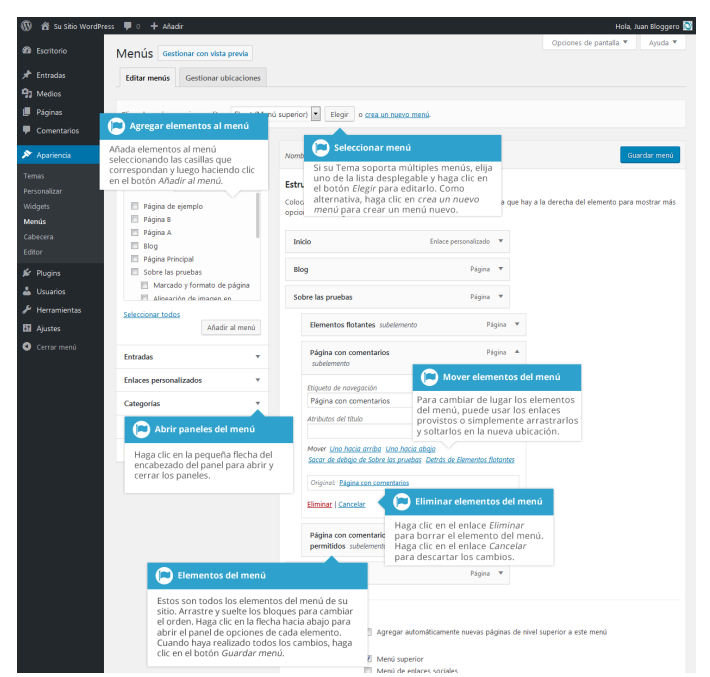 Su Sitio WordPress 0 + Añadir
Hola, Juan Bloggero
Escritorio
Entradas
Medios
Páginas
Comentarios
Apariencia
Temas
Personalizar
Widgets
Menús
Cabecera
Editor
Plugins
Usuarios
Herramientas
Ajustes
Cerrar menú
Opciones de pantalla ▼ Ayuda ▼
Menús Gestionar con vista previa
Editar menús Gestionar ubicaciones
superior) Elegir o crea un nuevo menú.
Agregar elementos al menú
Añada elementos al menú
seleccionando las casillas que
correspondan y luego haciendo clic
en el botón Añadir al menú.
Seleccionar menú
Si su Tema soporta múltiples menús, elija
uno de la lista desplegable y haga clic en
el botón Elegir para editarlo. Como
alternativa, haga clic en crea un nuevo
menú para crear un menú nuevo.
Guardar menú
que hay a la derecha del elemento para mostrar más
Página de ejemplo
Página B
Página A
Blog
Página Principal
Sobre las pruebas
Marcado y formato de página
Alineación de imagen en
Seleccionar todos
Añadir al menú
Entradas
Enlaces personalizados
Categorías
Abrir paneles del menú
Haga clic en la pequeña flecha del
encabezado del panel para abrir y
cerrar los paneles.
Inicio Enlace personalizado
Blog Página
Sobre las pruebas Página
Elementos flotantes subelemento Página
Página con comentarios Página
subelemento
Etiqueta de navegación
Página con comentarios
Atributos del título
Mover Uno hacia arriba Uno hacia abajo
Sacar de debajo de Sobre las pruebas Detrás de Elementos flotantes
Original: Página con comentarios
Eliminar | Cancelar
Mover elementos del menú
Para cambiar de lugar los elementos
del menú, puede usar los enlaces
provistos o simplemente arrastrarlos
y soltarlos en la nueva ubicación.
Eliminar elementos del menú
Haga clic en el enlace Eliminar
para borrar el elemento del menú.
Haga clic en el enlace Cancelar
para descartar los cambios.
Página con
permitidos
Página
Elementos del menú
Estos son todos los elementos del menú de su
sitio. Arrastre y suelte los bloques para cambiar
el orden. Haga clic en la flecha hacia abajo para
abrir el panel de opciones de cada elemento.
Cuando haya realizado todos los cambios, haga
clic en el botón Guardar menú.
Agregar automáticamente nuevas páginas de nivel superior a este menú
Menú superior
Menú de enlaces sociales